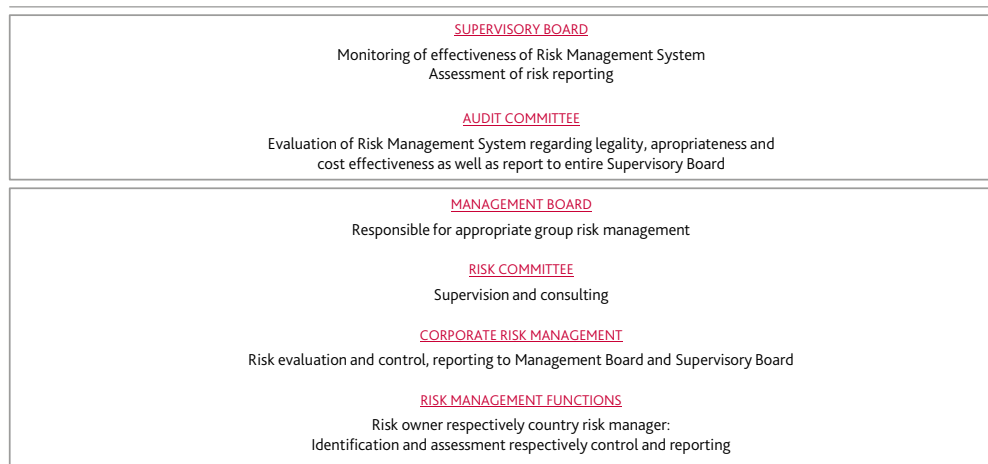 SUPERVISORY BOARD
Monitoring of effectiveness of Risk Management System
Assessment of risk reporting
AUDIT COMMITTEE
Evaluation of Risk Management System regarding legality, apropriateness and
cost effectiveness as well as report to entire Supervisory Board
MANAGEMENT BOARD
Responsible for appropriate group risk management
RISK COMMITTEE
Supervision and consulting
CORPORATE RISK MANAGEMENT
Risk evaluation and control, reporting to Management Board and Supervisory Board
RISK MANAGEMENT FUNCTIONS
Risk owner respectively country risk manager:
Identification and assessment respectively control and reporting